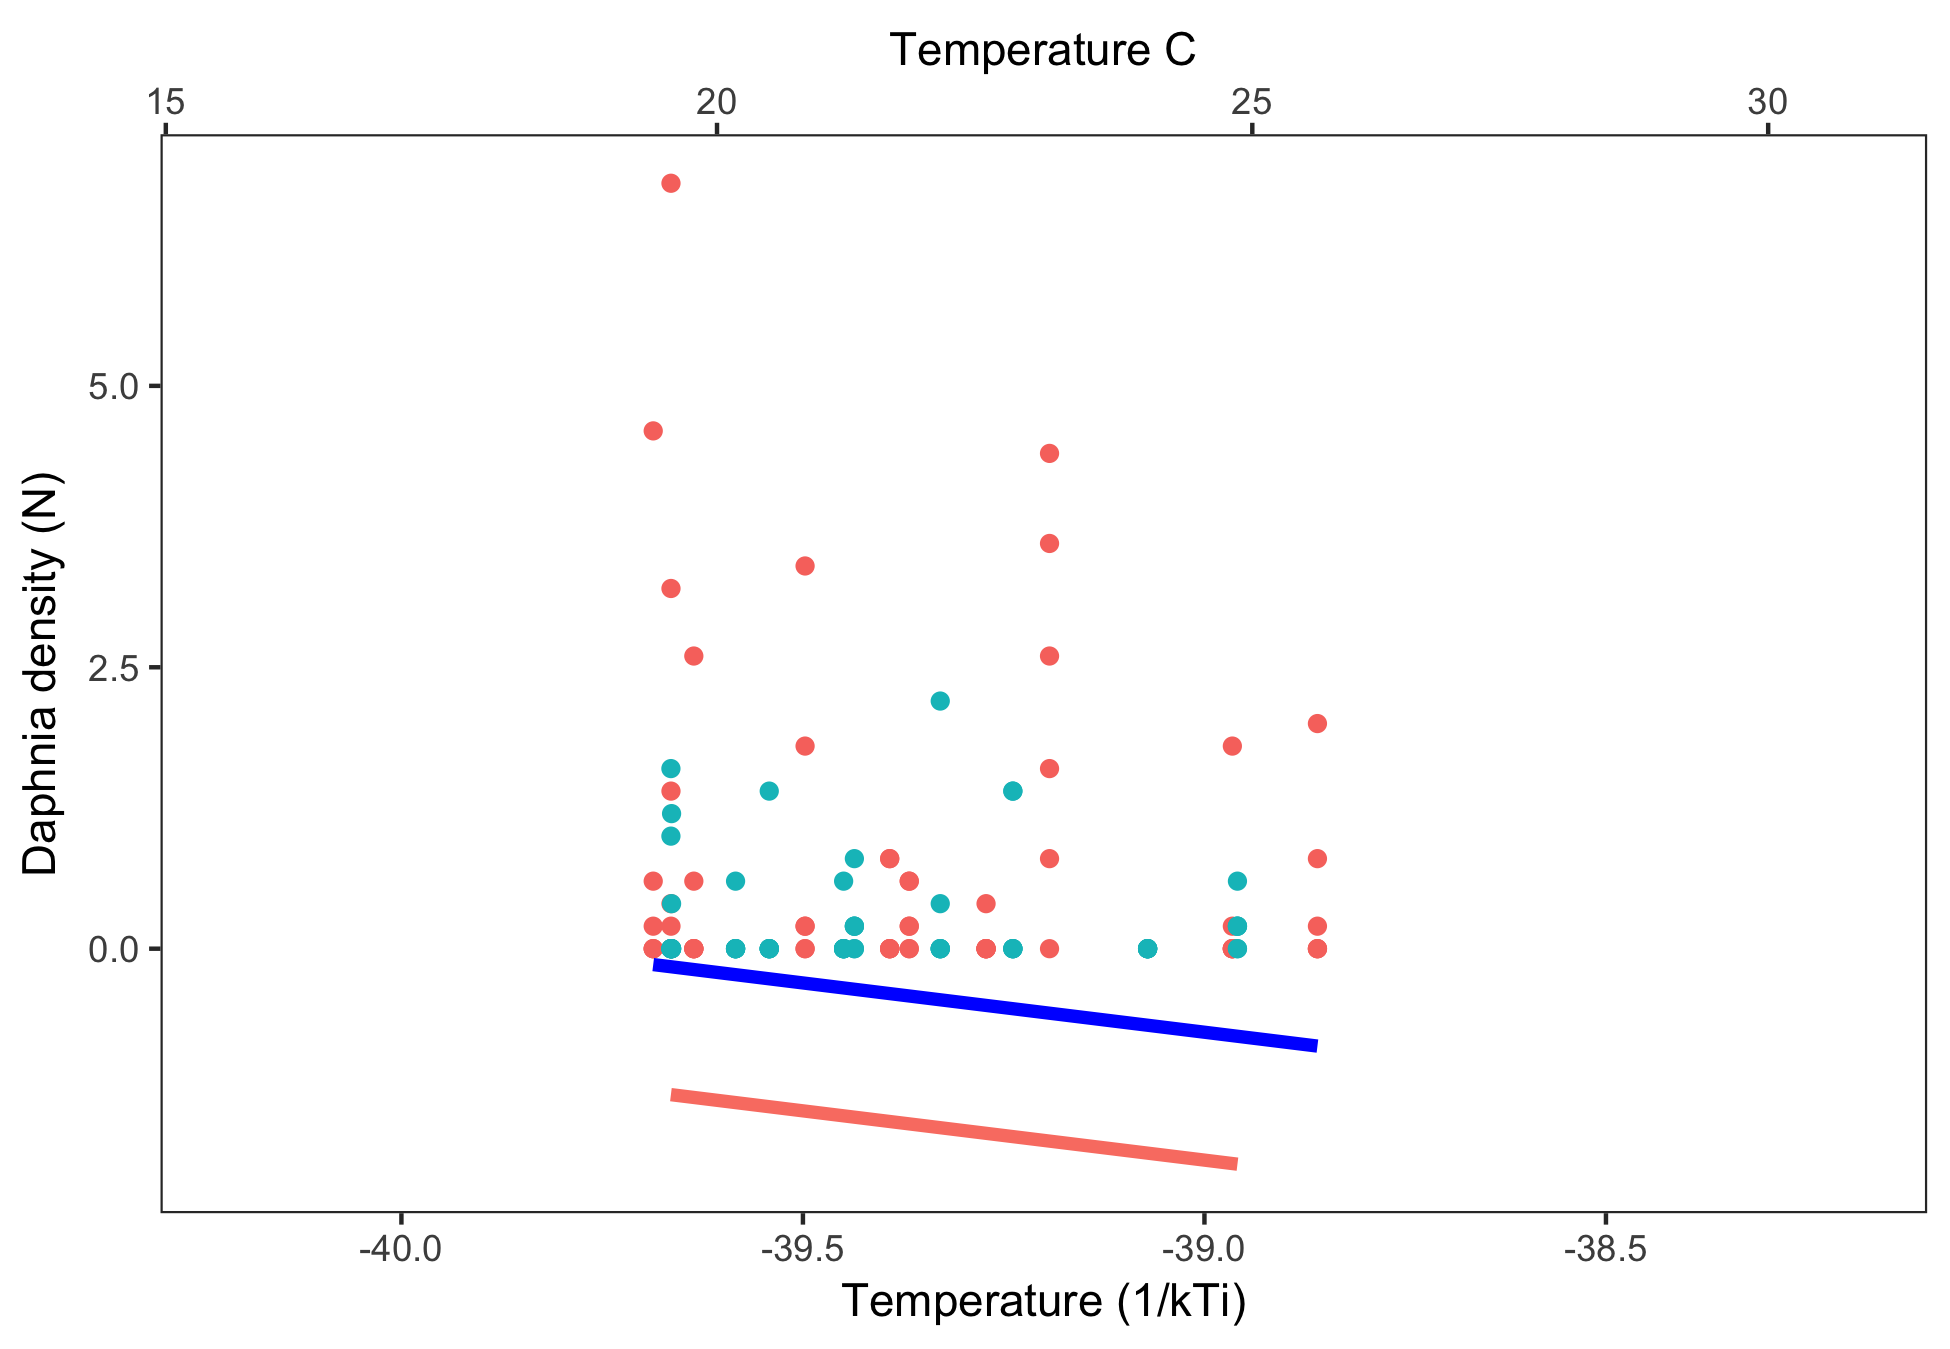 Temperature C
15 20 25 30
5.0
2.5
0.0
Daphnia density (N)
-40.0 -39.5 -39.0 -38.5
Temperature (1/kTi)